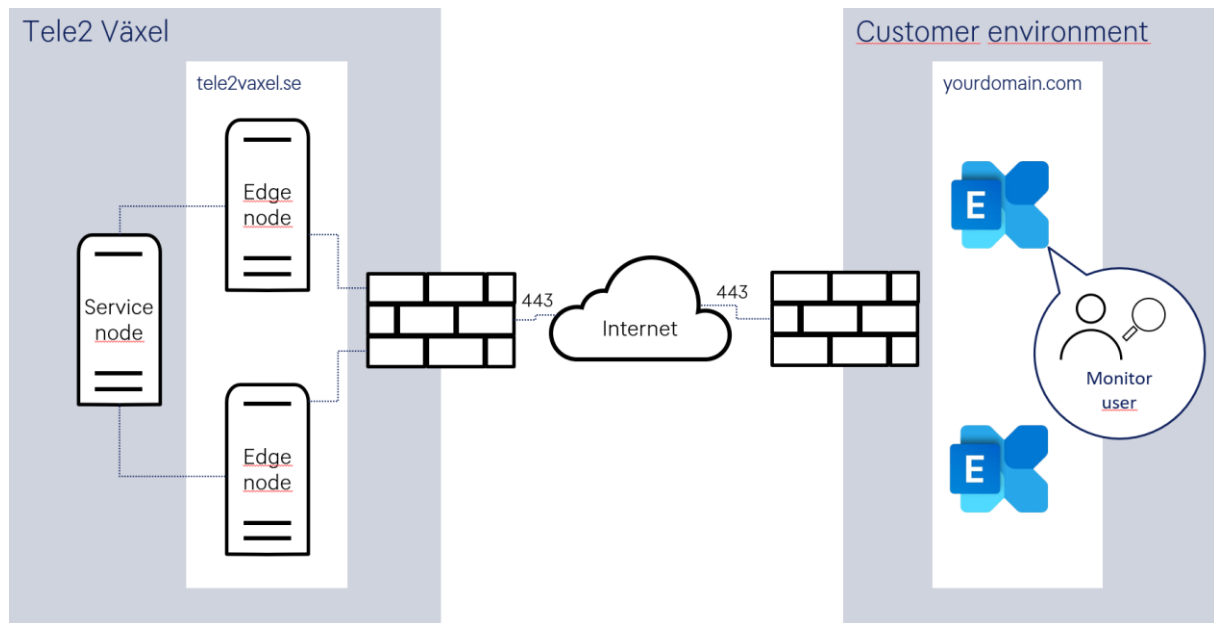 Tele2 Växel
Customer environment
tele2vaxel.se
yourdomain.com
Edge
node
E
Service
node
443
Internet
443
Monitor
user
Edge
node
E